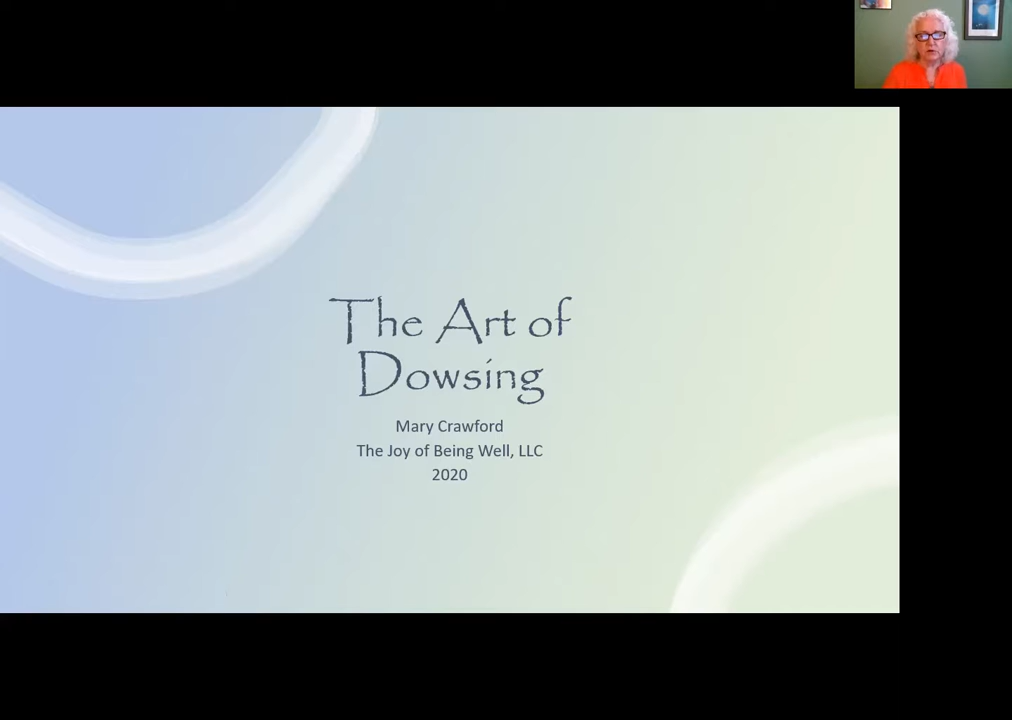 The Art of
Dowsing
Mary Crawford
The Joy of Being Well, LLC
2020